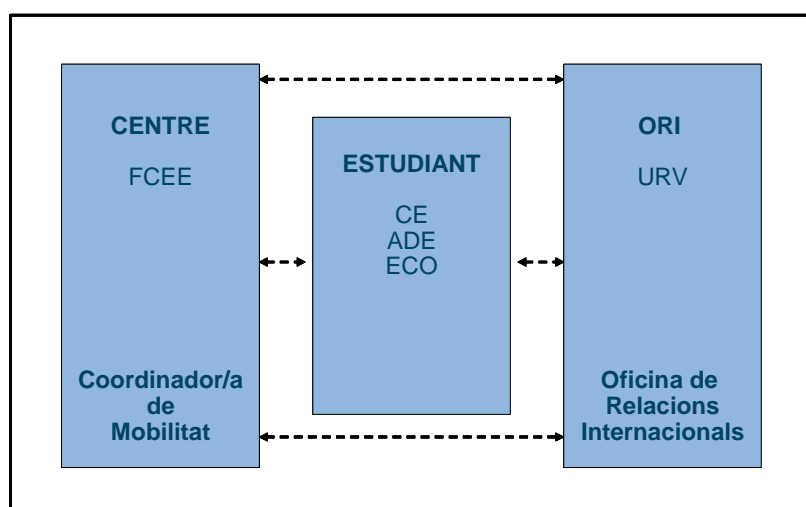 CENTRE
FCEE
Coordinador/a
de
Mobilitat
ESTUDIANT
CE
ADE
ECO
ORI
URV
Oficina de
Relacions
Internacionals